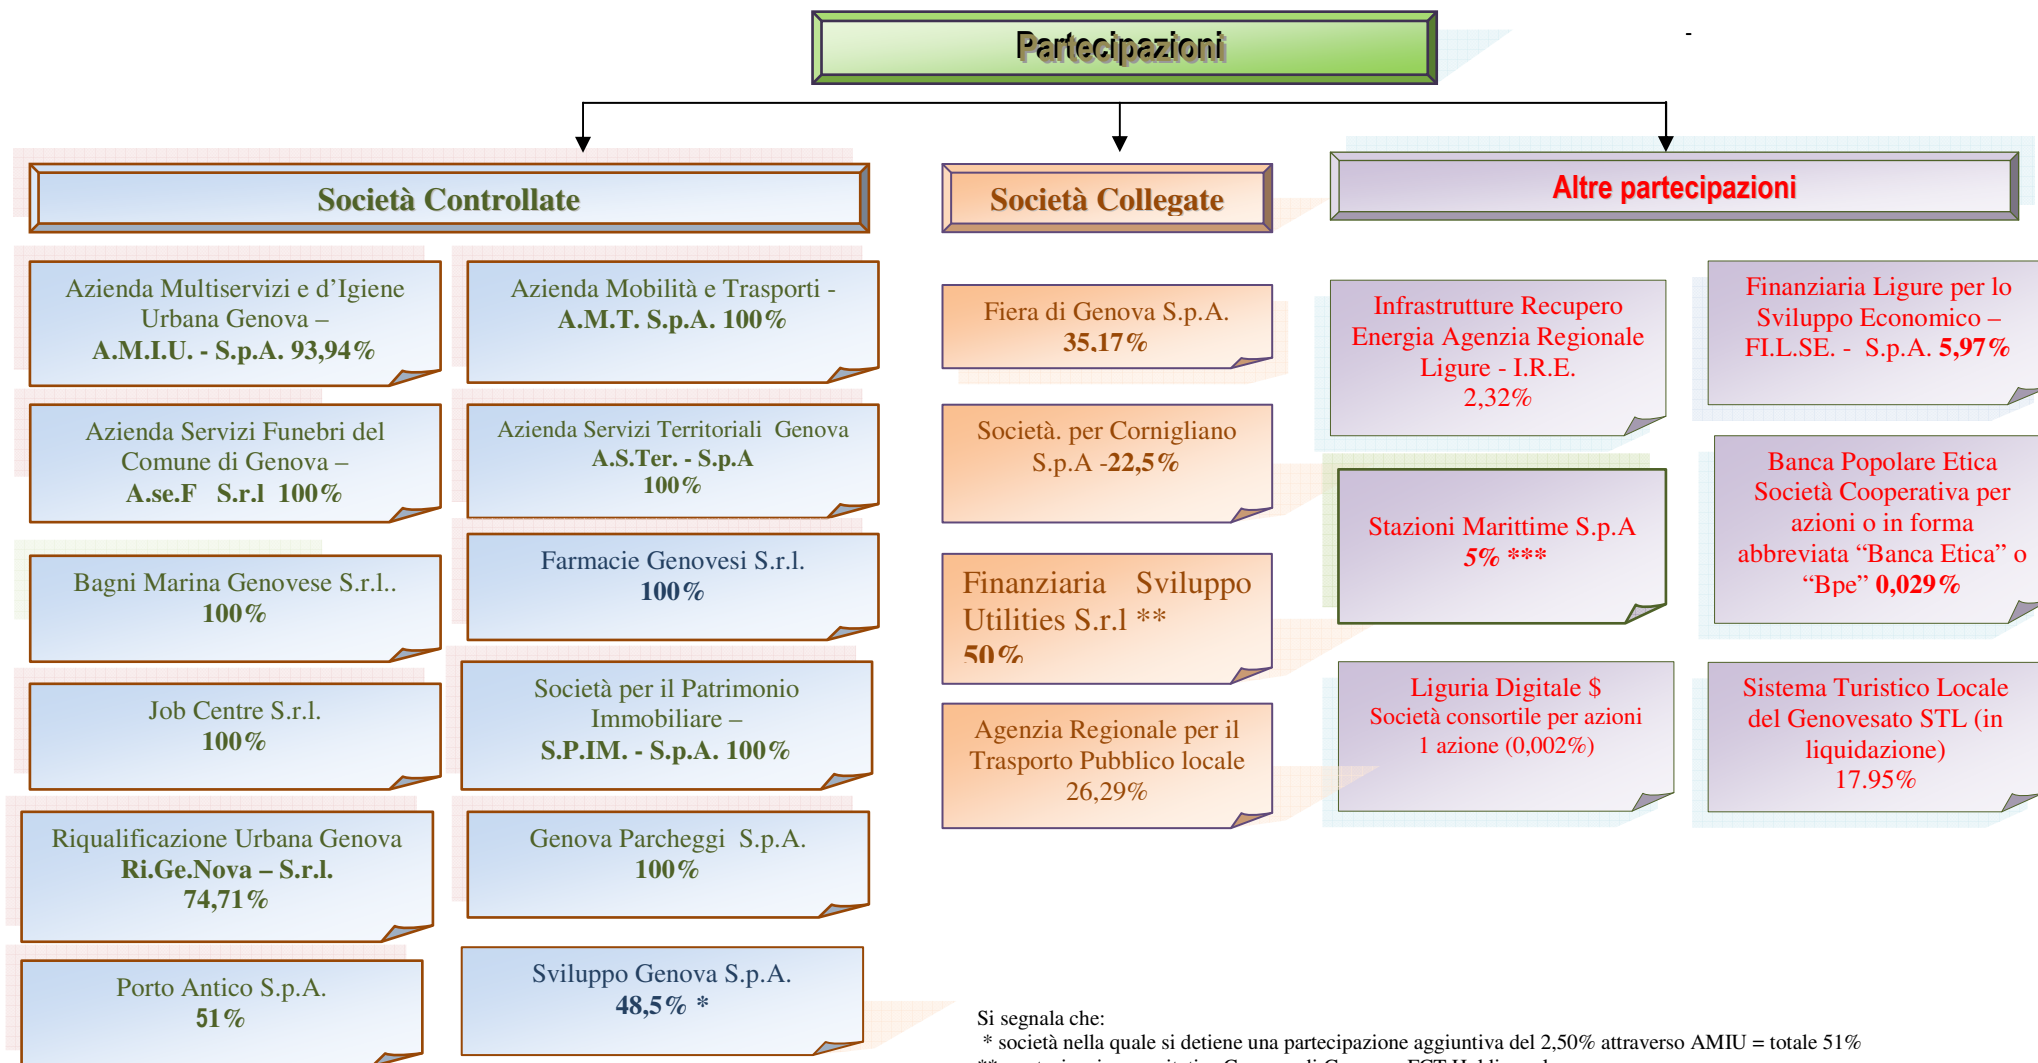 Partecipazioni
-
Società Controllate
Azienda Multiservizi e d’Igiene
Urbana Genova –
A.M.I.U. - S.p.A. 93,94%
Azienda Mobilità e Trasporti -
A.M.T. S.p.A. 100%
Azienda Servizi Funebri del
Comune di Genova –
A.se.F S.r.l 100%
Azienda Servizi Territoriali Genova
A.S.Ter. - S.p.A
100%
Bagni Marina Genovese S.r.l..
100%
Farmacie Genovesi S.r.l.
100%
Job Centre S.r.l.
100%
Società per il Patrimonio
Immobiliare –
S.P.IM. - S.p.A. 100%
Riqualificazione Urbana Genova
Ri.Ge.Nova – S.r.l.
74,71%
Genova Parcheggi S.p.A.
100%
Porto Antico S.p.A.
51%
Sviluppo Genova S.p.A.
48,5% *
Società Collegate
Fiera di Genova S.p.A.
35,17%
Società. per Cornigliano
S.p.A -22,5%
Finanziaria Sviluppo
Utilities S.r.l **
50%
Agenzia Regionale per il
Trasporto Pubblico locale
26,29%
Altre partecipazioni
Infrastrutture Recupero
Energia Agenzia Regionale
Ligure - I.R.E.
2,32%
Finanziaria Ligure per lo
Sviluppo Economico –
FI.L.SE. - S.p.A. 5,97%
Stazioni Marittime S.p.A
5% ***
Banca Popolare Etica
Società Cooperativa per
azioni o in forma
abbreviata “Banca Etica” o
“Bpe” 0,029%
Liguria Digitale $
Società consortile per azioni
1 azione (0,002%)
Sistema Turistico Locale
del Genovesato STL (in
liquidazione)
17.95%
Si segnala che:
* società nella quale si detiene una partecipazione aggiuntiva del 2,50% attraverso AMIU = totale 51%